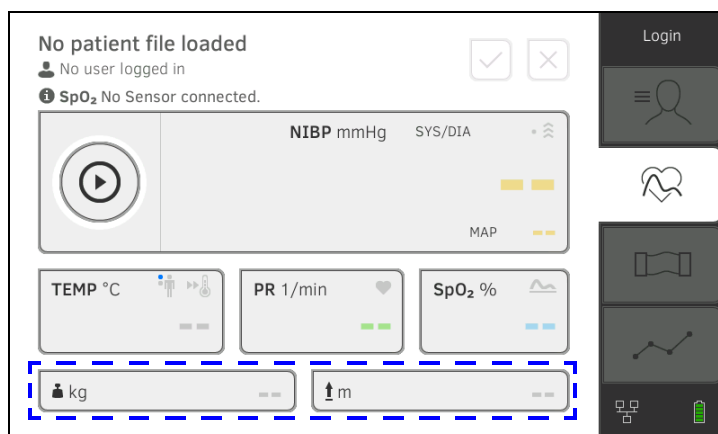 No patient file loaded
Login
No user logged in
SpO₂ No Sensor connected.
NIBP mmHg SYS/DIA
-- 
MAP --
TEMP °C
--
PR 1/min
--
SpO₂ %
--
kg --
m --